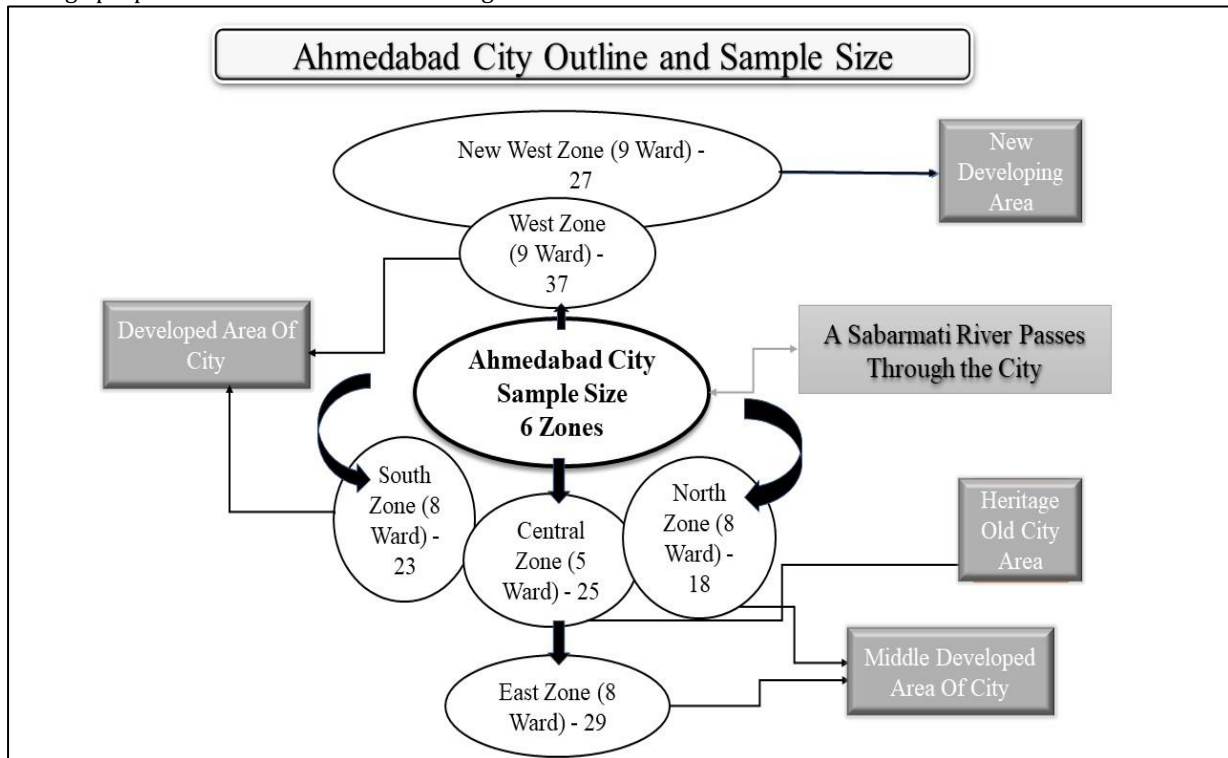 Ahmedabad City Outline and Sample Size
New West Zone (9 Ward) -
27
New
Developing
Area
West Zone
(9 Ward) -
37
Developed Area Of
City
A Sabarmati River Passes
Through the City
Ahmedabad City
Sample Size
6 Zones
South
Zone (8
Ward) -
23
Central
Zone (5
Ward) - 25
North
Zone (8
Ward) -
18
Heritage
Old City
Area
Middle Developed
Area Of City
East Zone (8
Ward) - 29